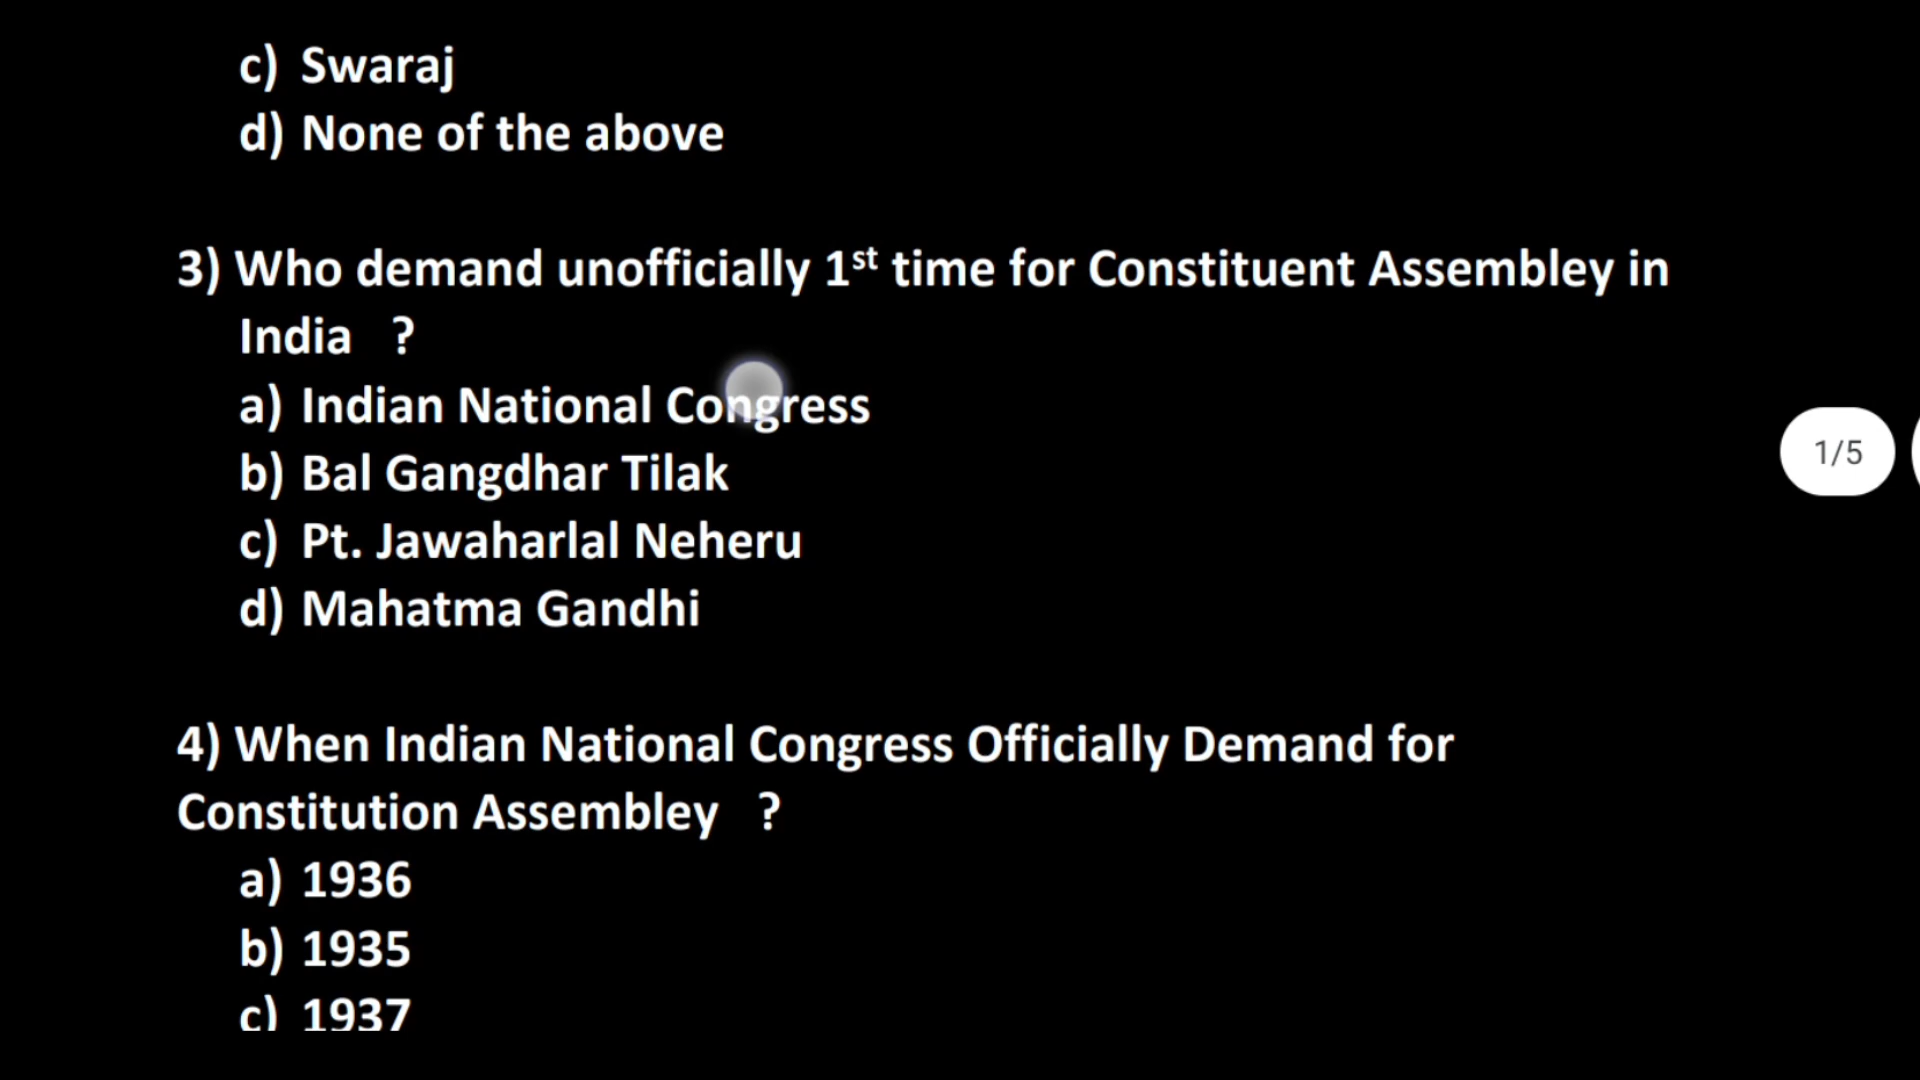 c) Swaraj
d) None of the above
3) Who demand unofficially 1st time for Constituent Assembley in
India ?
a) Indian National Congress
b) Bal Gangdhar Tilak
c) Pt. Jawaharlal Neheru
d) Mahatma Gandhi
1/5
4) When Indian National Congress Officially Demand for
Constitution Assembley ?
a) 1936
b) 1935
c) 1937